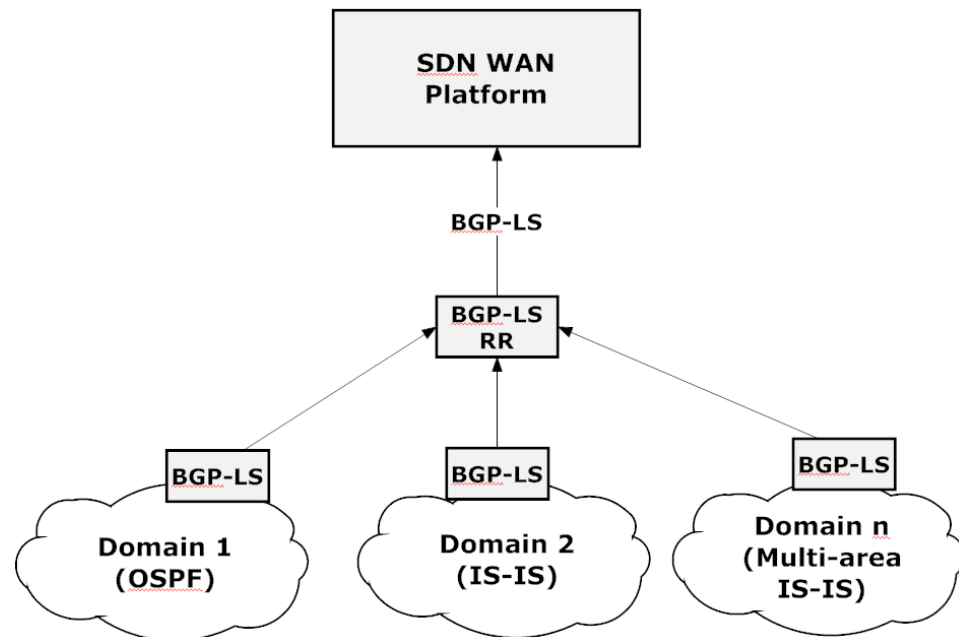 SDN WAN
Platform
BGP-LS
BGP-LS
RR
BGP-LS
BGP-LS
BGP-LS
Domain 1
(OSPF)
Domain 2
(IS-IS)
Domain n
(Multi-area
IS-IS)